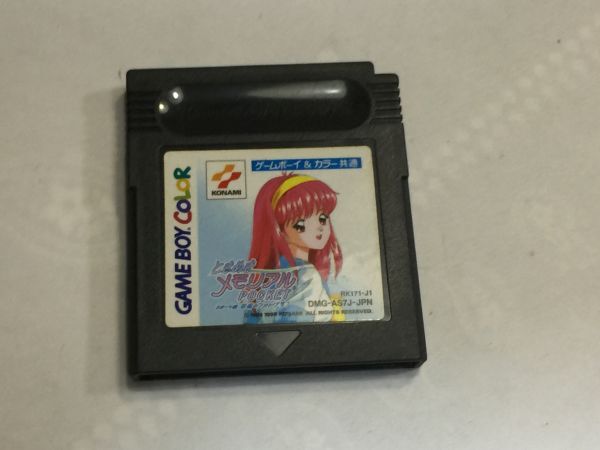 GAME BOY COLOR
KONAMI
ゲームボーイ&カラー共通
ときめき
メモリアル
POCKET
RK171-J1
DMG-AS7J-JPN
ALL RIGHTS RESERVED.